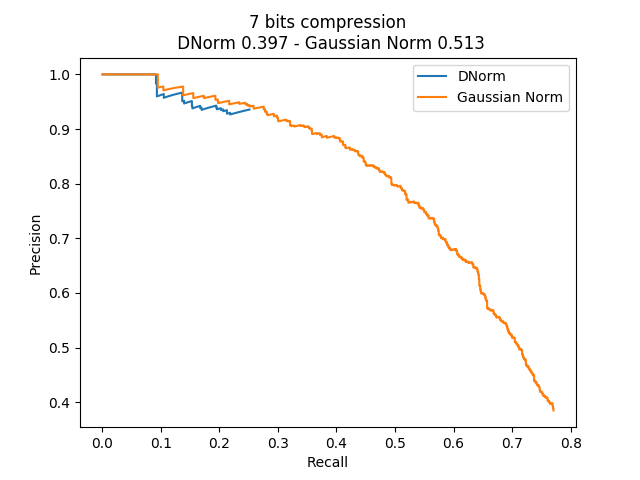 7 bits compression
DNorm 0.397 - Gaussian Norm 0.513
DNorm
Gaussian Norm
Precision
1.0
0.9
0.8
0.7
0.6
0.5
0.4
0.0 0.1 0.2 0.3 0.4 0.5 0.6 0.7 0.8
Recall